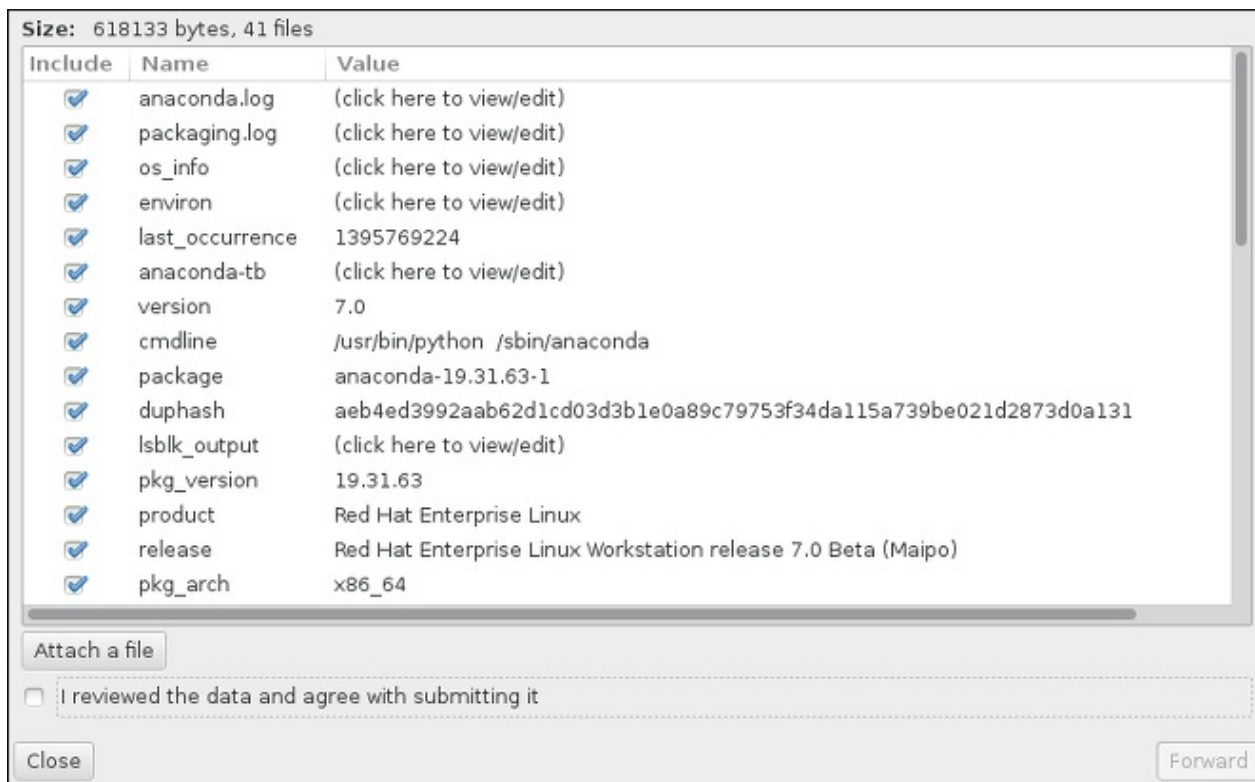 Size: 618133 bytes, 41 files
Include Name Value
anaconda.log (click here to view/edit)
packaging.log (click here to view/edit)
os_info (click here to view/edit)
environ (click here to view/edit)
last_occurrence 1395769224
anaconda-tb (click here to view/edit)
version 7.0
cmdline /usr/bin/python /sbin/anaconda
package anaconda-19.31.63-1
duphash aeb4ed3992aab62d1cd03d3b1e0a89c79753f34da115a739be021d2873d0a131
lsblk_output (click here to view/edit)
pkg_version 19.31.63
product Red Hat Enterprise Linux
release Red Hat Enterprise Linux Workstation release 7.0 Beta (Maipo)
pkg_arch x86_64
Attach a file
I reviewed the data and agree with submitting it
Close Forward